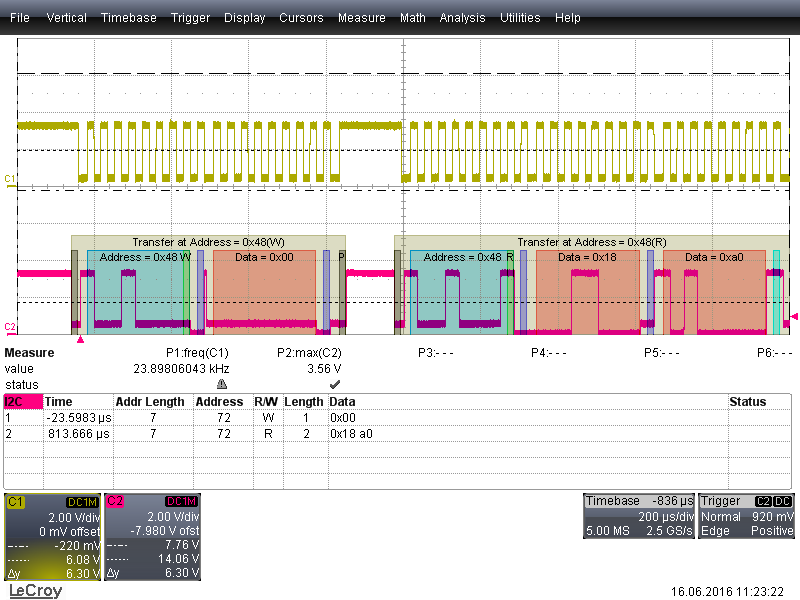 File Vertical Timebase Trigger Display Cursors Measure Math Analysis Utilities Help
C1
Transfer at Address = 0x48(W) Transfer at Address = 0x48(R)
Address = 0x48 W Data = 0x00 P Address = 0x48 R Data = 0x18 Data = 0xa0
C2
Measure P1:freq(C1) P2:max(C2) P3:- - - P4:- - - P5:- - - P6:- - -
value 23.89806043 kHz 3.56 V
status
I2C Time Addr Length Address R/W Length Data Status
1 -23.5983 µs 7 72 W 1 0x00
2 813.666 µs 7 72 R 2 0x18 a0
C1 DC1M C2 DC1M Timebase -836 µs Trigger C2 DC
2.00 V/div 2.00 V/div 200 µs/div Normal 920 mV
0 mV offset -7.980 V ofst 5.00 MS 2.5 GS/s Edge Positive
-220 mV 7.76 V
6.08 V 14.06 V
Δy 6.30 V Δy 6.30 V
LeCroy 16.06.2016 11:23:22